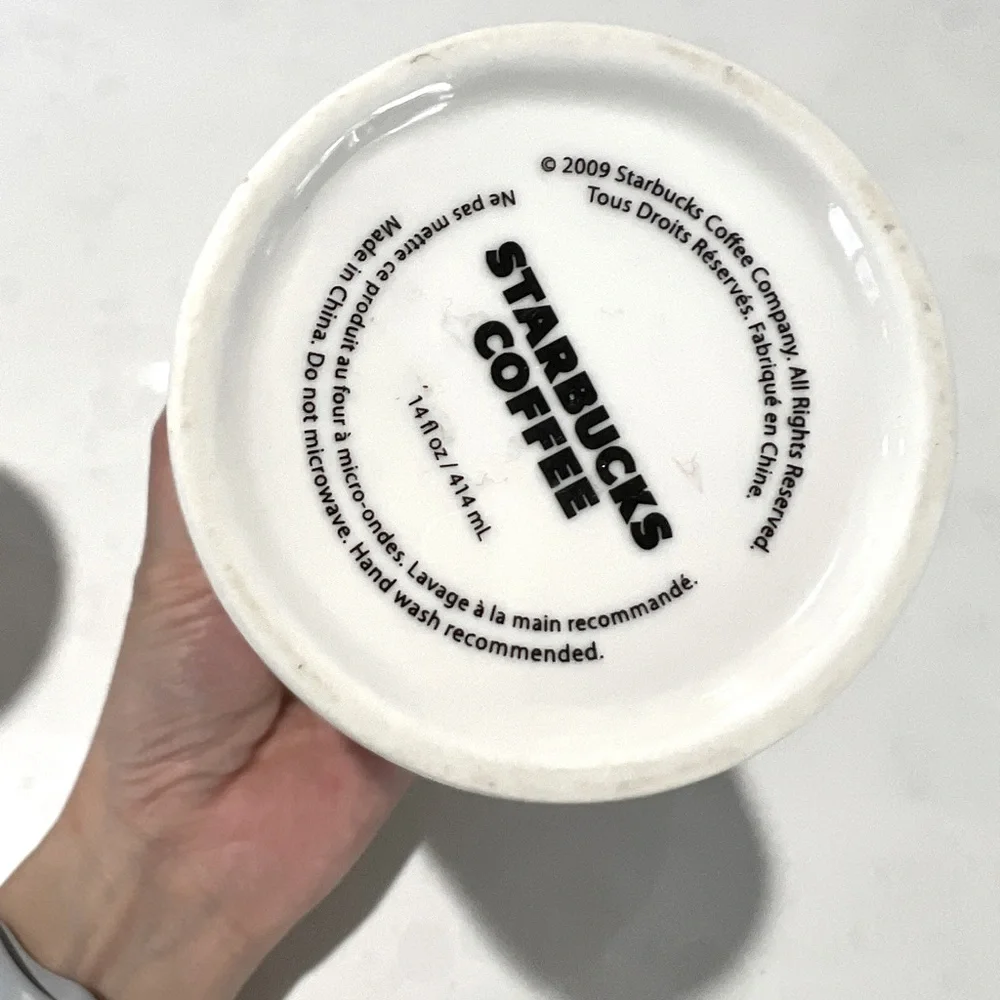 © 2009 Starbucks Coffee Company. All Rights Reserved.
Tous Droits Réservés. Fabriqué en Chine.
STARBUCKS
COFFEE
14 fl oz / 414 mL
Made in China. Do not microwave. Hand wash recommended.
Ne pas mettre ce produit au four à micro-ondes. Lavage à la main recommandé.